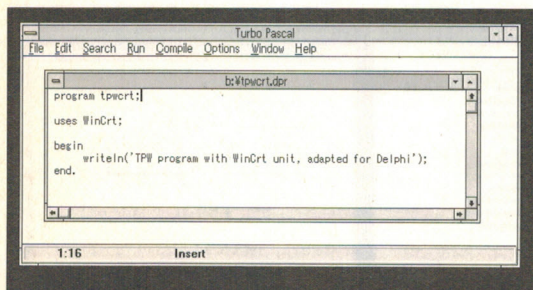 Turbo Pascal
File Edit Search Run Compile Options Window Help
b:¥tpwcrt.dpr
program tpwcrt;
uses WinCrt;
begin
writeln('TPW program with WinCrt unit, adapted for Delphi');
end.
1:16 Insert